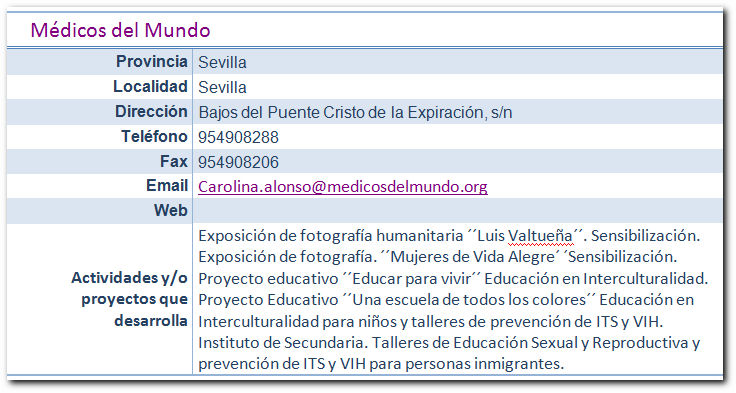 Médicos del Mundo
Provincia Sevilla
Localidad Sevilla
Dirección Bajos del Puente Cristo de la Expiración, s/n
Teléfono 954908288
Fax 954908206
Email Carolina.alonso@medicosdelmundo.org
Web
Actividades y/o proyectos que desarrolla
Exposición de fotografía humanitaria ´´Luis Valtueña´´. Sensibilización.
Exposición de fotografía. ´´Mujeres de Vida Alegre´ ´Sensibilización.
Proyecto educativo ´´Educar para vivir´´ Educación en Interculturalidad.
Proyecto Educativo ´´Una escuela de todos los colores´´ Educación en
Interculturalidad para niños y talleres de prevención de ITS y VIH.
Instituto de Secundaria. Talleres de Educación Sexual y Reproductiva y
prevención de ITS y VIH para personas inmigrantes.